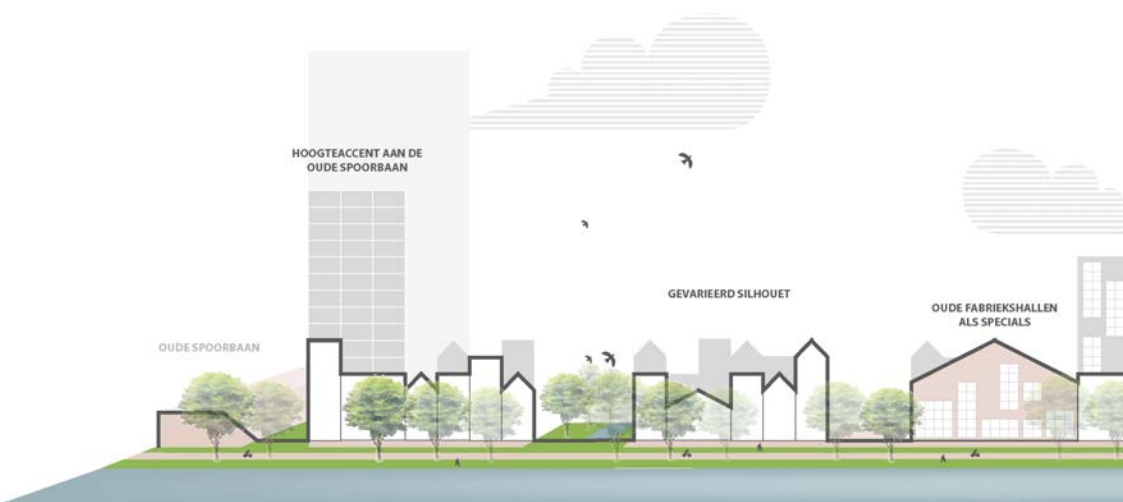 HOOGTEACCENT AAN DE
OUDE SPOORBAAN
OUDE SPOORBAAN
GEVARIEERD SILHOUET
OUDE FABRIEKSHALLEN
ALS SPECIALS